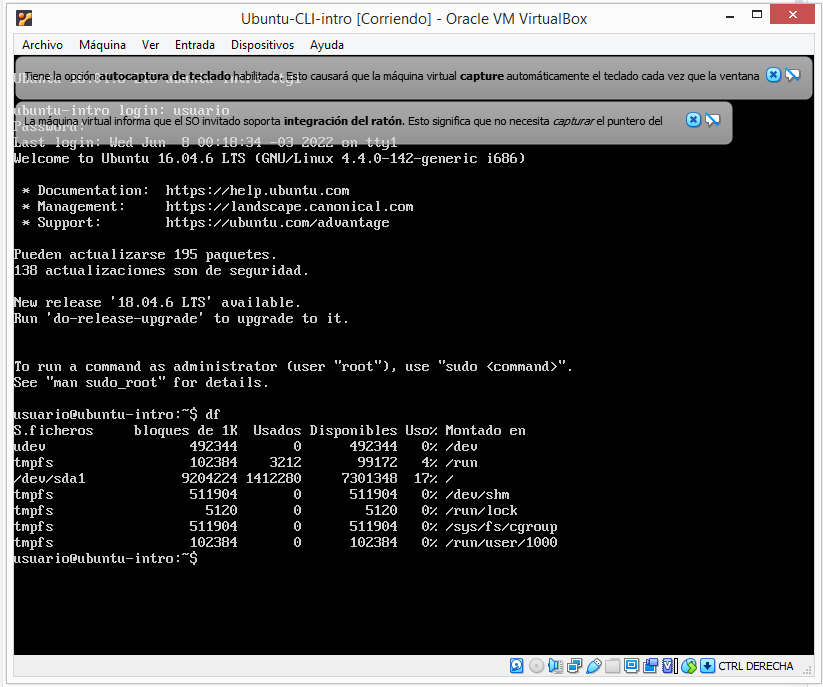 Ubuntu-CLI-intro [Corriendo] - Oracle VM VirtualBox
Archivo Máquina Ver Entrada Dispositivos Ayuda
Tiene la opción autocaptura de teclado habilitada. Esto causará que la máquina virtual capture automáticamente el teclado cada vez que la ventana
ubuntu-intro login: usuario
La máquina virtual informa que el SO invitado soporta integración del ratón. Esto significa que no necesita capturar el puntero del
Password:
Last login: Wed Jun 8 00:18:34 -03 2022 on tty1
Welcome to Ubuntu 16.04.6 LTS (GNU/Linux 4.4.0-142-generic i686)
* Documentation: https://help.ubuntu.com
* Management: https://landscape.canonical.com
* Support: https://ubuntu.com/advantage
Pueden actualizarse 195 paquetes.
138 actualizaciones son de seguridad.
New release '18.04.6 LTS' available.
Run 'do-release-upgrade' to upgrade to it.
To run a command as administrator (user "root"), use "sudo <command>".
See "man sudo_root" for details.
usuario@ubuntu-intro:~$ df
S.ficheros bloques de 1K Usados Disponibles Uso% Montado en
udev 492344 0 492344 0% /dev
tmpfs 102384 3212 99172 4% /run
/dev/sda1 9204224 1412280 7301348 17% /
tmpfs 511904 0 511904 0% /dev/shm
tmpfs 5120 0 5120 0% /run/lock
tmpfs 511904 0 511904 0% /sys/fs/cgroup
tmpfs 102384 0 102384 0% /run/user/1000
usuario@ubuntu-intro:~$
CTRL DERECHA